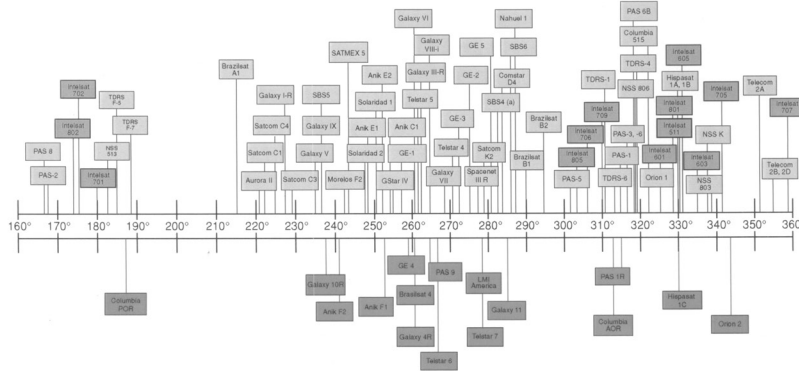 Galaxy VI
Nahuel 1
PAS 6B
Columbia
515
SATMEX 5
Galaxy
VIII-i
GE 5
SBS6
Intelsat
605
Brazilsat
A1
Anik E2
Galaxy III-R
GE-2
Comstar
D4
TDRS-1
TDRS-4
Hispasat
1A, 1B
Telecom
2A
Intelsat
702
TDRS
F-5
Galaxy I-R
SBS5
Solaridad 1
Telstar 5
SBS4 (a)
NSS 806
Intelsat
705
Intelsat
709
Intelsat
801
Intelsat
707
Intelsat
802
TDRS
F-7
Satcom C4
Galaxy IX
Anik E1
Anik C1
GE-3
Brazilsat
B2
Intelsat
706
PAS-3, -6
Intelsat
511
NSS K
PAS 8
NSS
513
Satcom C1
Galaxy V
Solidaridad 2
GE-1
Telstar 4
Satcom
K2
Brazilsat
B1
Intelsat
805
PAS-1
Intelsat
601
Intelsat
603
Telecom
2B, 2D
PAS-2
Intelsat
701
Aurora II
Satcom C3
Morelos F2
GStar IV
Galaxy
VII
Spacenet
III R
PAS-5
TDRS-6
Orion 1
NSS
803
160° 170° 180° 190° 210° 220° 230° 240° 250° 260° 270° 280° 290° 300° 310° 320° 330° 340° 350° 360°
GE 4
PAS 9
LMI
America
PAS 1R
Galaxy 10R
Brasilsat 4
Columbia
POR
Anik F2
Anik F1
Galaxy 11
Hispasat
1C
Galaxy 4R
Telstar 7
Columbia
AOR
Orion 2
Telstar 6